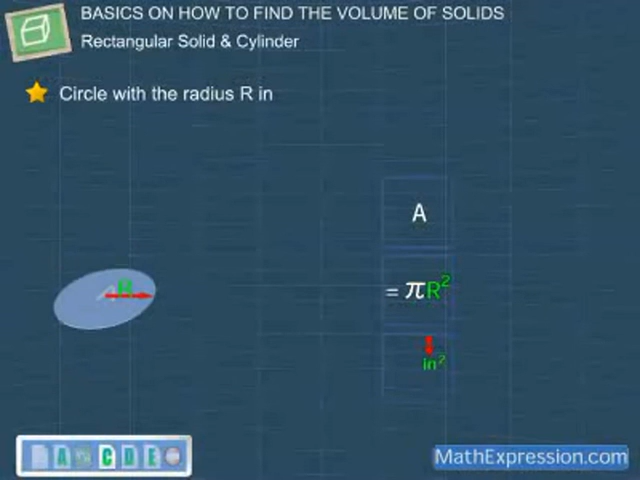 BASICS ON HOW TO FIND THE VOLUME OF SOLIDS
Rectangular Solid & Cylinder
Circle with the radius R in
A
= πR²
in²
A C D E
MathExpression.com